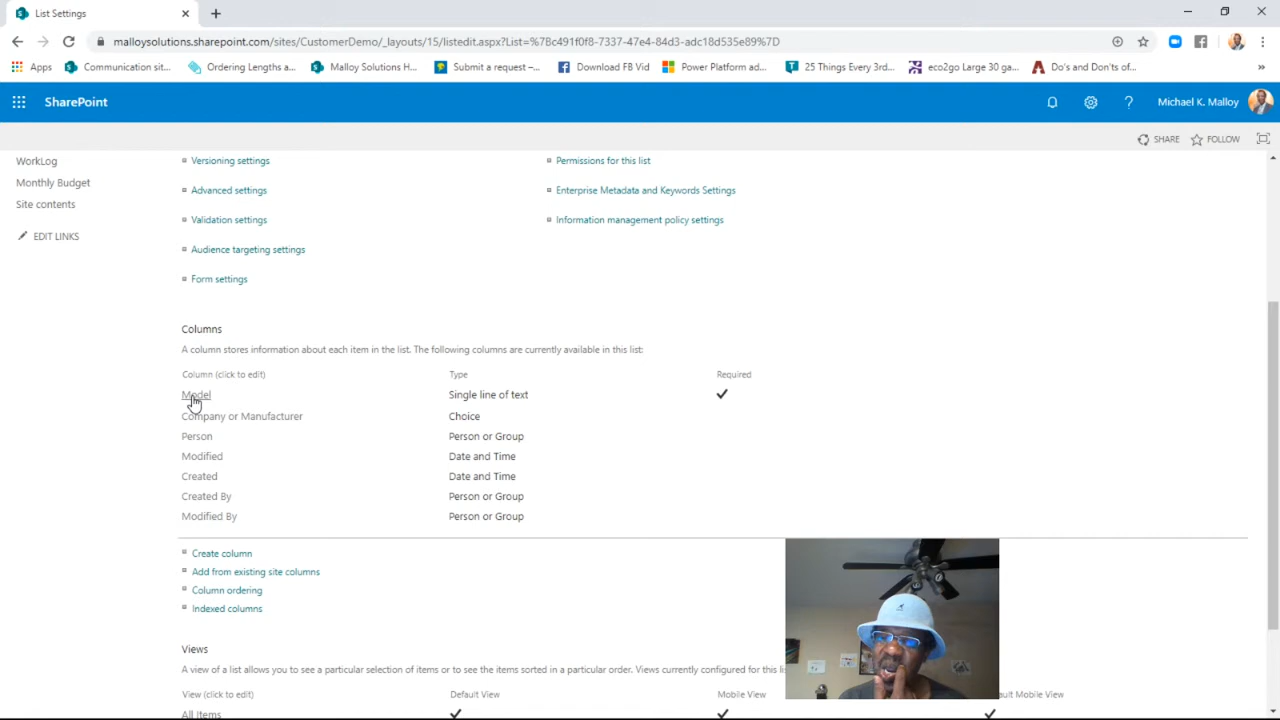 List Settings
malloysolutions.sharepoint.com/sites/CustomerDemo/_layouts/15/listedit.aspx?List=%7Bc491f0f8-7337-47e4-84d3-adc18d535e89%7D
Apps Communication sit... Ordering Lengths a... Malloy Solutions H... Submit a request –... Download FB Vid Power Platform ad... 25 Things Every 3rd... eco2go Large 30 ga... Do's and Don'ts of... »
SharePoint Michael K. Malloy
SHARE FOLLOW
WorkLog
Monthly Budget
Site contents
EDIT LINKS
Versioning settings Permissions for this list
Advanced settings Enterprise Metadata and Keywords Settings
Validation settings Information management policy settings
Audience targeting settings
Form settings
Columns
A column stores information about each item in the list. The following columns are currently available in this list:
Column (click to edit) Type Required
Model Single line of text
Company or Manufacturer Choice
Person Person or Group
Modified Date and Time
Created Date and Time
Created By Person or Group
Modified By Person or Group
Create column
Add from existing site columns
Column ordering
Indexed columns
Views
A view of a list allows you to see a particular selection of items or to see the items sorted in a particular order. Views currently configured for this li
View (click to edit) Default View Mobile View ault Mobile View
All Items